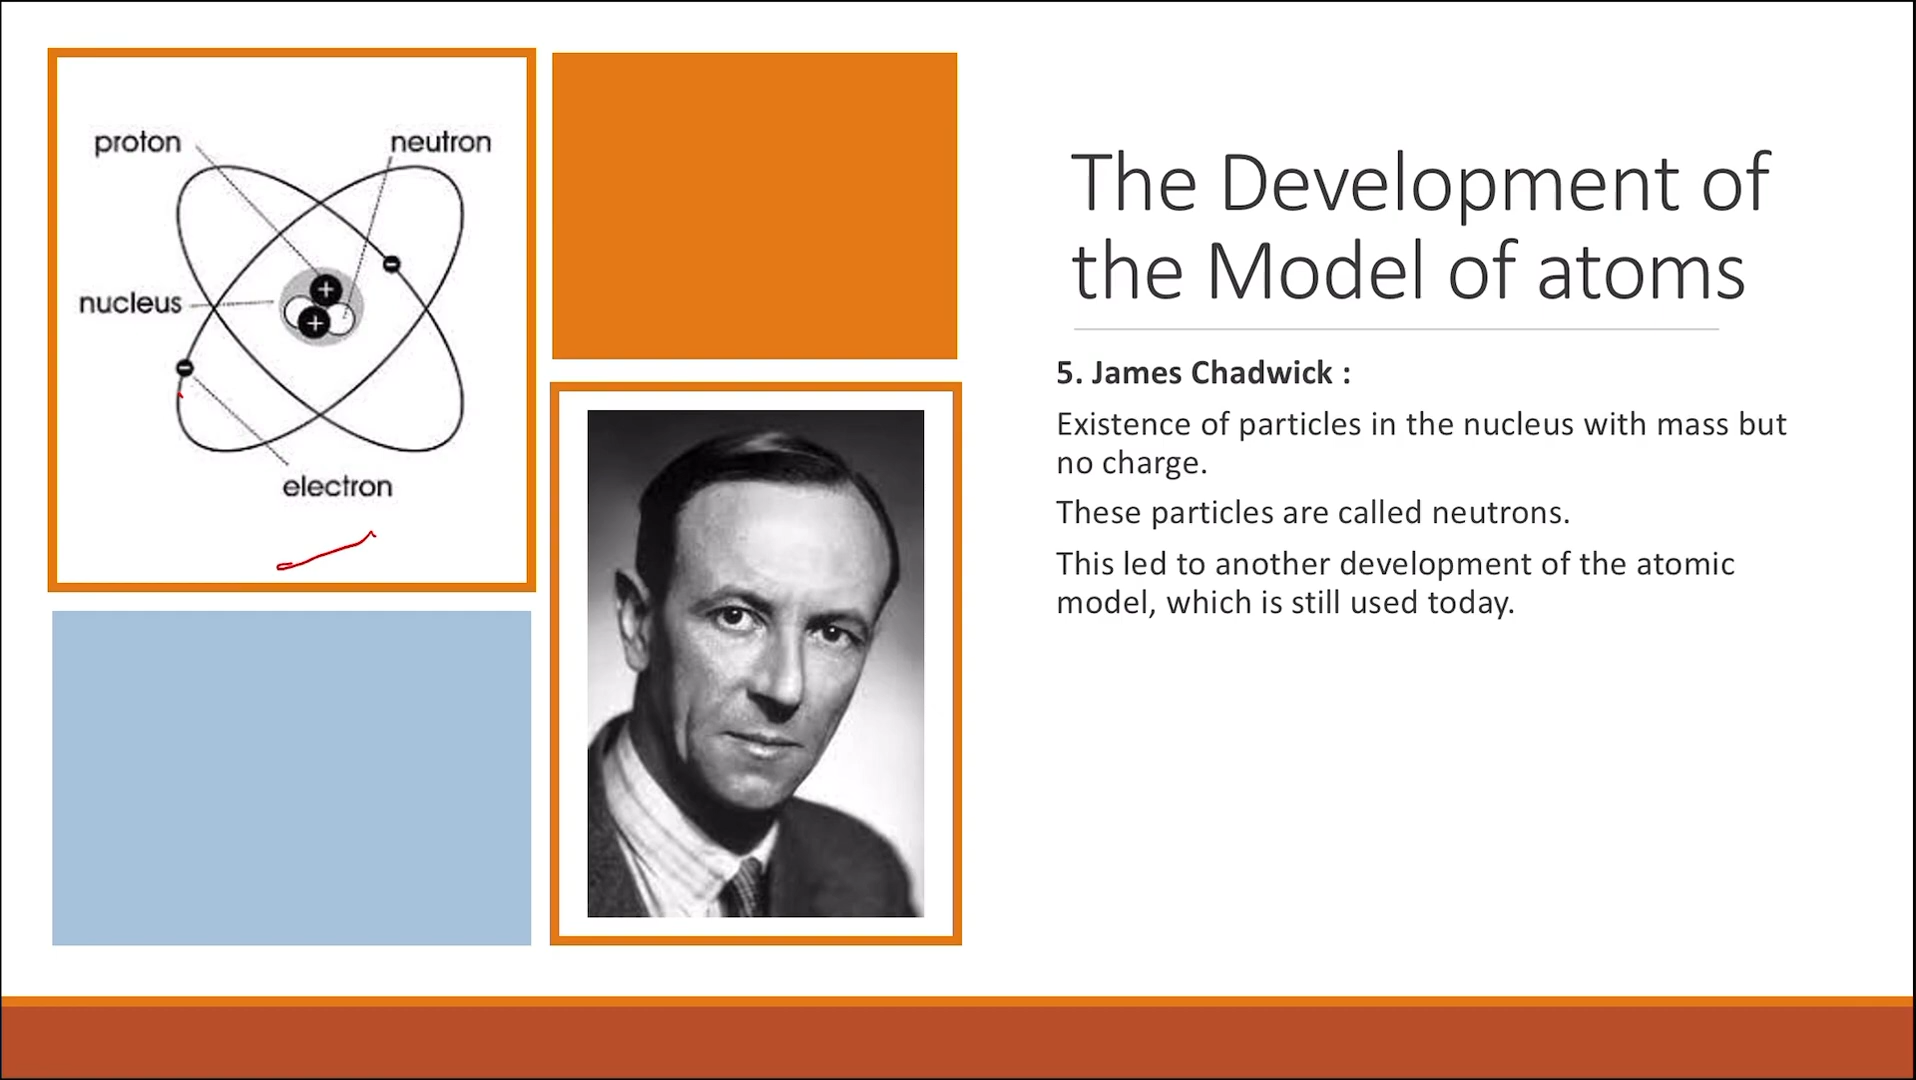 proton
neutron
nucleus
+
+
electron
The Development of
the Model of atoms
5. James Chadwick :
Existence of particles in the nucleus with mass but
no charge.
These particles are called neutrons.
This led to another development of the atomic
model, which is still used today.